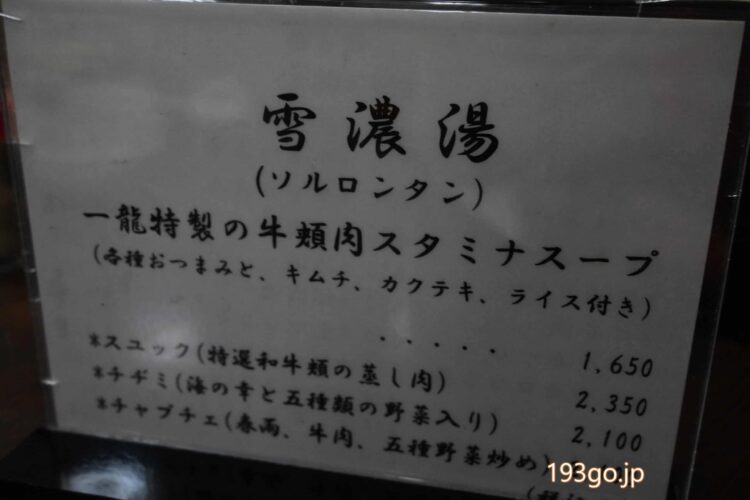 雪濃湯
(ソルロンタン)
一龍特製の牛頬肉スタミナスープ
(各種おつまみと、キムチ、カクテキ、ライス付き)
・・・・・ 1,650
*スユック(特選和牛頬の蒸し肉) 2,350
*チヂミ(海の幸と五種類の野菜入り) 2,100
*チャプチェ(春雨、牛肉、五種野菜炒め)
193go.jp